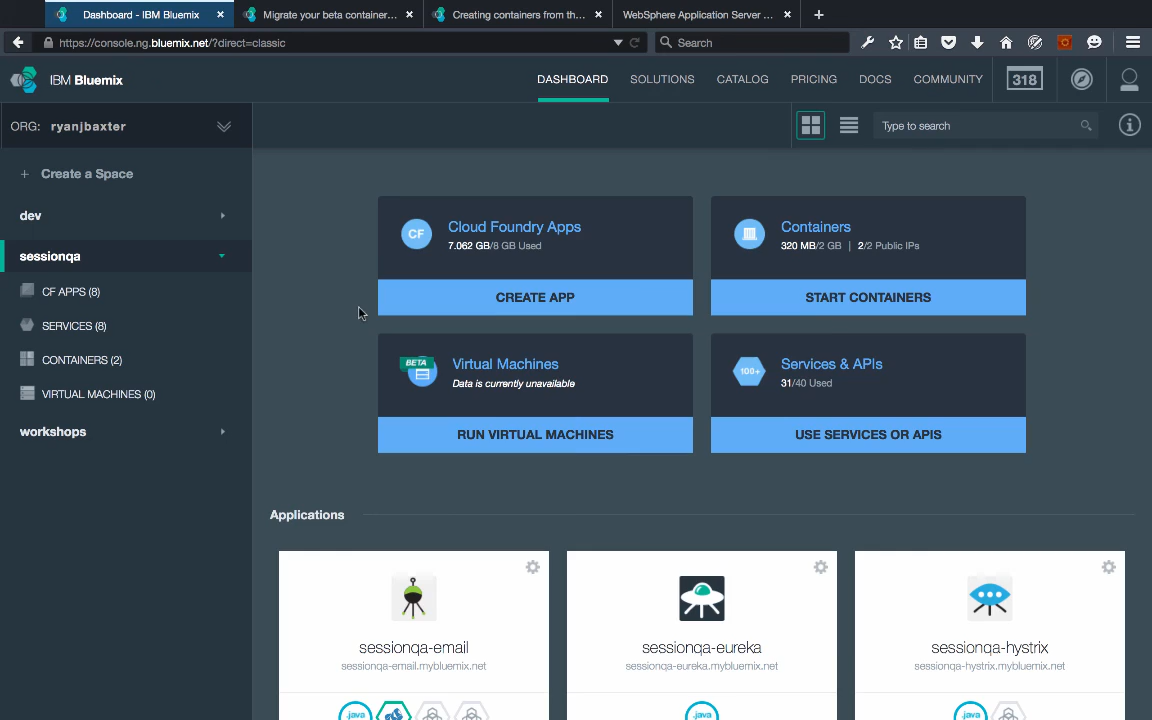 Dashboard - IBM Bluemix
Migrate your beta container...
Creating containers from th...
WebSphere Application Server ...
https://console.ng.bluemix.net/?direct=classic
Search
IBM Bluemix
DASHBOARD
SOLUTIONS
CATALOG
PRICING
DOCS
COMMUNITY
318
ORG: ryanjbaxter
Type to search
+ Create a Space
dev
sessionqa
CF APPS (8)
SERVICES (8)
CONTAINERS (2)
VIRTUAL MACHINES (0)
workshops
CF
Cloud Foundry Apps
7.062 GB/8 GB Used
CREATE APP
Containers
320 MB/2 GB | 2/2 Public IPs
START CONTAINERS
BETA
Virtual Machines
Data is currently unavailable
RUN VIRTUAL MACHINES
100+
Services & APIs
31/40 Used
USE SERVICES OR APIS
Applications
sessionqa-email
sessionqa-email.mybluemix.net
.java
sessionqa-eureka
sessionqa-eureka.mybluemix.net
.java
sessionqa-hystrix
sessionqa-hystrix.mybluemix.net
.java